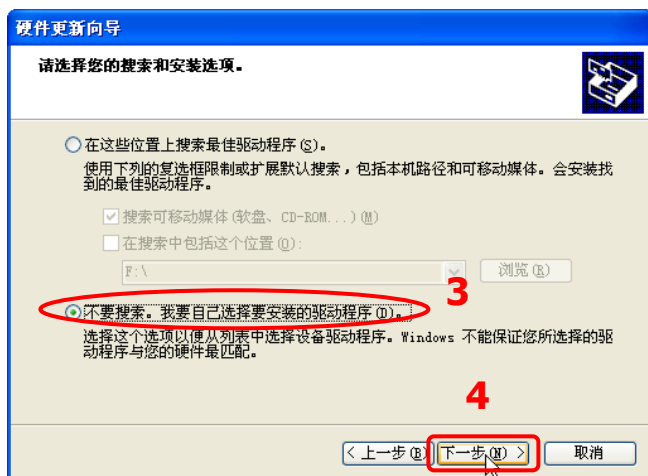 硬件更新向导
请选择您的搜索和安装选项。
在这些位置上搜索最佳驱动程序(S)。
使用下列的复选框限制或扩展默认搜索，包括本机路径和可移动媒体。会安装找
到的最佳驱动程序。
搜索可移动媒体(软盘、CD-ROM...)(M)
在搜索中包括这个位置(O):
F:\
浏览(R)
3
不要搜索。我要自己选择要安装的驱动程序(D)。
选择这个选项以便从列表中选择设备驱动程序。Windows 不能保证您所选择的驱
动程序与您的硬件最匹配。
4
< 上一步(B)
下一步(N) >
取消